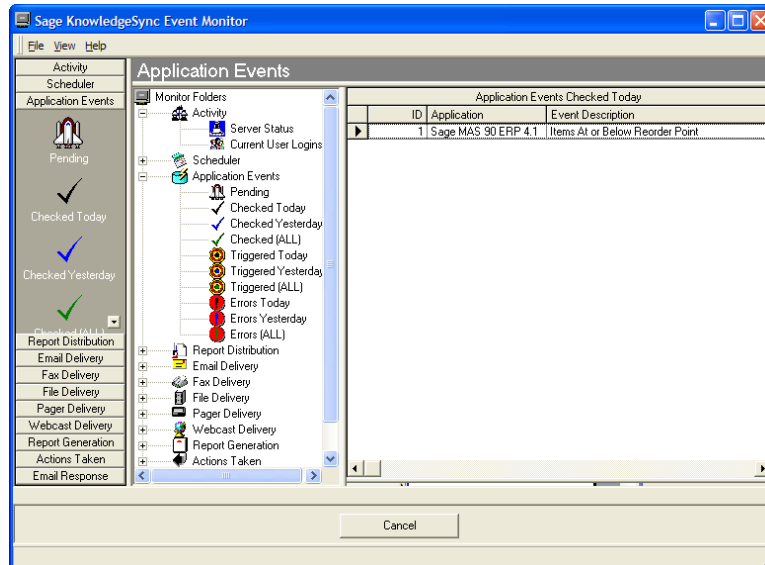 Sage KnowledgeSync Event Monitor
File View Help
Activity
Scheduler
Application Events
Pending
Checked Today
Checked Yesterday
Checked (ALL)
Report Distribution
Email Delivery
Fax Delivery
File Delivery
Pager Delivery
Webcast Delivery
Report Generation
Actions Taken
Email Response
Application Events
Monitor Folders
Activity
Server Status
Current User Logins
Scheduler
Application Events
Pending
Checked Today
Checked Yesterday
Checked (ALL)
Triggered Today
Triggered Yesterday
Triggered (ALL)
Errors Today
Errors Yesterday
Errors (ALL)
Report Distribution
Email Delivery
Fax Delivery
File Delivery
Pager Delivery
Webcast Delivery
Report Generation
Actions Taken
Application Events Checked Today
ID Application Event Description
1 Sage MAS 90 ERP 4.1 Items At or Below Reorder Point
Cancel